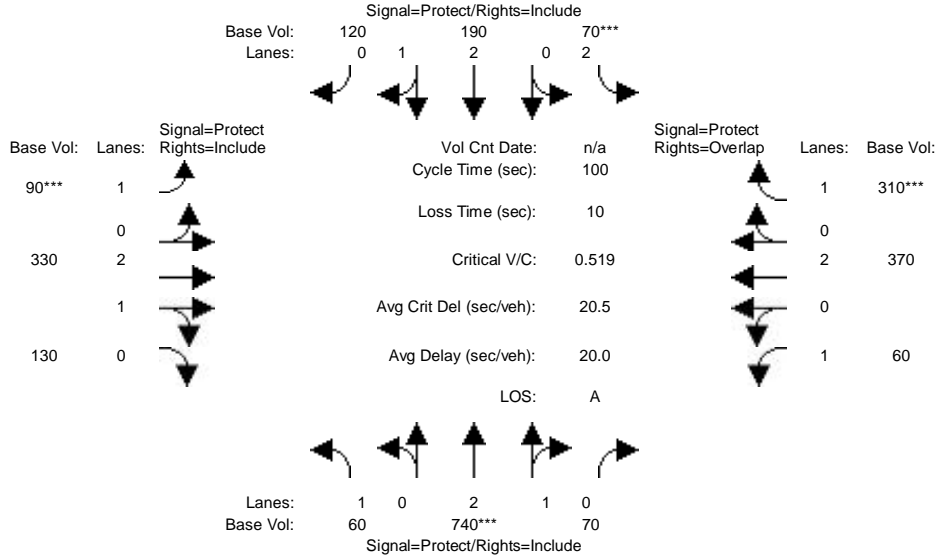 Signal=Protect/Rights=Include
Base Vol: 120 190 70***
Lanes: 0 1 2 0 2
Signal=Protect
Rights=Include
Base Vol: Lanes:
90*** 1
0
330 2
1
130 0
Vol Cnt Date: n/a
Cycle Time (sec): 100
Loss Time (sec): 10
Critical V/C: 0.519
Avg Crit Del (sec/veh): 20.5
Avg Delay (sec/veh): 20.0
LOS: A
Signal=Protect
Rights=Overlap
Lanes: Base Vol:
1 310***
0
2 370
0
1 60
Lanes: 1 0 2 1 0
Base Vol: 60 740*** 70
Signal=Protect/Rights=Include